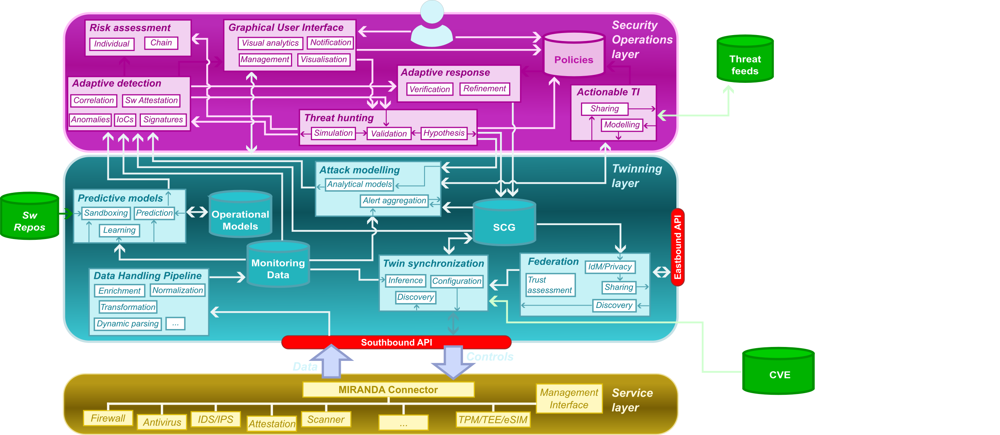 Risk assessment
Individual
Chain
Graphical User Interface
Visual analytics
Notification
Management
Visualisation
Security
Operations
layer
Policies
Threat
feeds
Adaptive detection
Correlation
Sw Attestation
Anomalies
IoCs
Signatures
Adaptive response
Verification
Refinement
Actionable TI
Sharing
Modelling
Threat hunting
Simulation
Validation
Hypothesis
Twinning
layer
Attack modelling
Analytical models
Alert aggregation
Sw
Repos
Predictive models
Sandboxing
Prediction
Learning
Operational
Models
SCG
Eastbound API
Monitoring
Data
Data Handling Pipeline
Enrichment
Normalization
Transformation
Dynamic parsing
...
Twin synchronization
Inference
Configuration
Discovery
Federation
IdM/Privacy
Trust
assessment
Sharing
Discovery
Southbound API
Data
Controls
CVE
MIRANDA Connector
Management
Interface
Service
layer
Firewall
Antivirus
IDS/IPS
Attestation
Scanner
...
TPM/TEE/eSIM